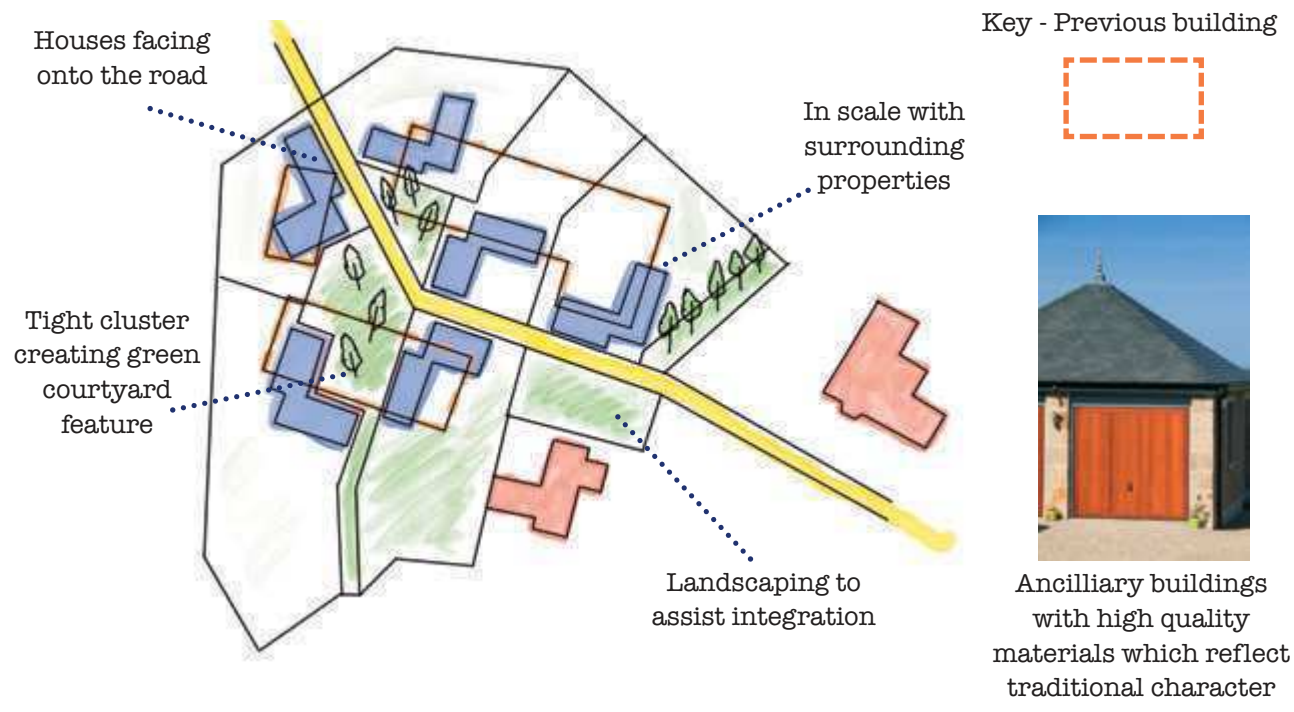 Key - Previous building
Houses facing
onto the road
In scale with
surrounding
properties
Tight cluster
creating green
courtyard
feature
Landscaping to
assist integration
Ancilliary buildings
with high quality
materials which reflect
traditional character